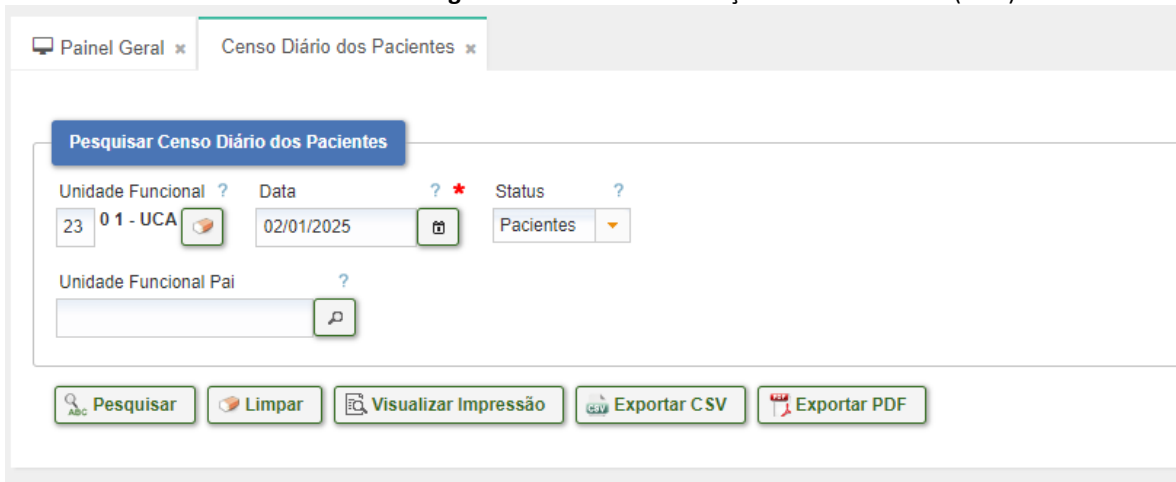 Painel Geral × Censo Diário dos Pacientes ×
Pesquisar Censo Diário dos Pacientes
Unidade Funcional ? Data ? * Status ?
23 0 1 - UCA 02/01/2025 Pacientes
Unidade Funcional Pai ?
Pesquisar Limpar Visualizar Impressão Exportar CSV Exportar PDF